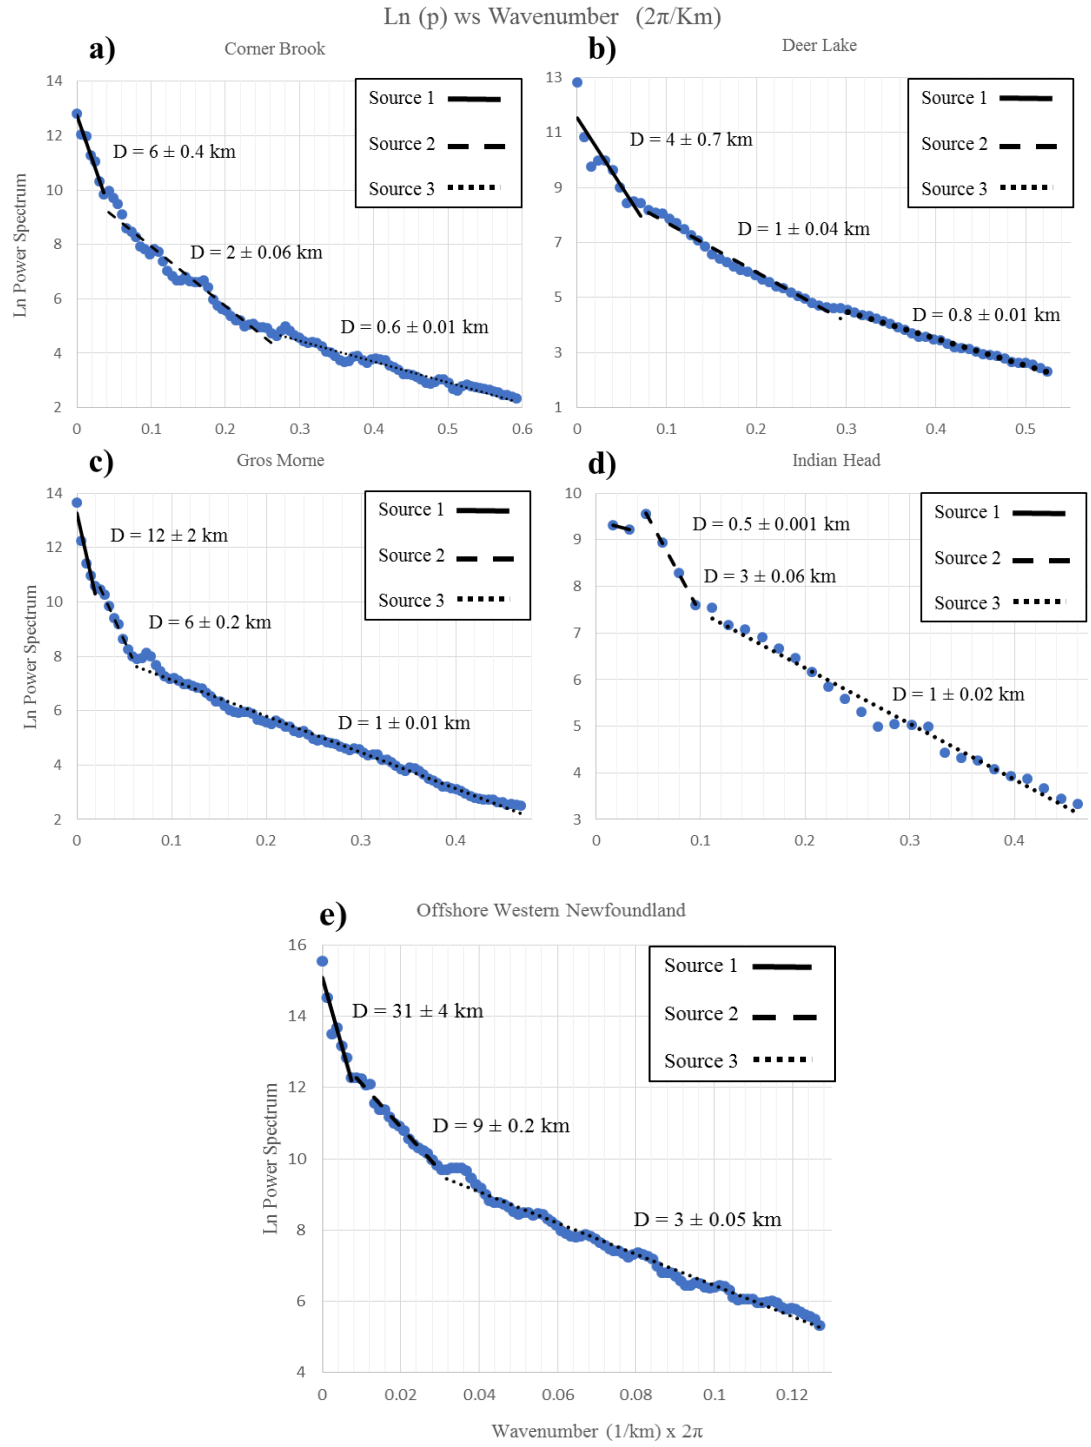 Ln (p) ws Wavenumber (2π/Km)
a)
Corner Brook
Ln Power Spectrum
14
12
10
8
6
4
2
0
0.1
0.2
0.3
0.4
0.5
0.6
Source 1
Source 2
Source 3
D = 6 ± 0.4 km
D = 2 ± 0.06 km
D = 0.6 ± 0.01 km
b)
Deer Lake
13
11
9
7
5
3
1
0
0.1
0.2
0.3
0.4
0.5
Source 1
Source 2
Source 3
D = 4 ± 0.7 km
D = 1 ± 0.04 km
D = 0.8 ± 0.01 km
c)
Gros Morne
Ln Power Spectrum
14
12
10
8
6
4
2
0
0.1
0.2
0.3
0.4
Source 1
Source 2
Source 3
D = 12 ± 2 km
D = 6 ± 0.2 km
D = 1 ± 0.01 km
d)
Indian Head
10
9
8
7
6
5
4
3
0
0.1
0.2
0.3
0.4
Source 1
Source 2
Source 3
D = 0.5 ± 0.001 km
D = 3 ± 0.06 km
D = 1 ± 0.02 km
e)
Offshore Western Newfoundland
Ln Power Spectrum
16
14
12
10
8
6
4
0
0.02
0.04
0.06
0.08
0.1
0.12
Source 1
Source 2
Source 3
D = 31 ± 4 km
D = 9 ± 0.2 km
D = 3 ± 0.05 km
Wavenumber (1/km) x 2π